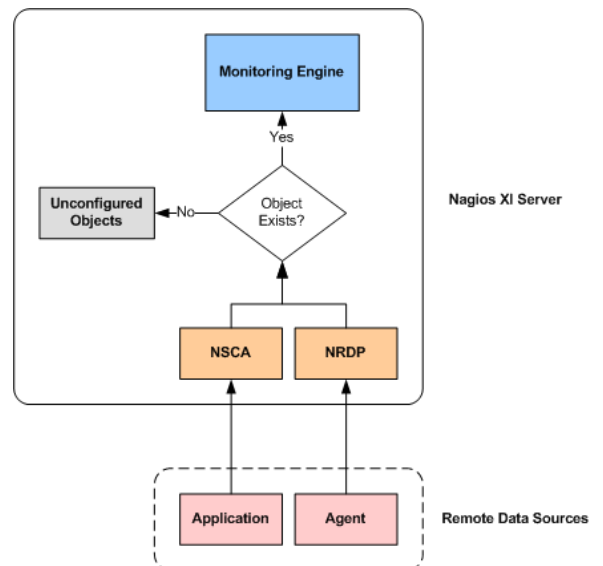 Monitoring Engine
Yes
Unconfigured
Objects
No
Object
Exists?
Nagios XI Server
NSCA
NRDP
Application
Agent
Remote Data Sources